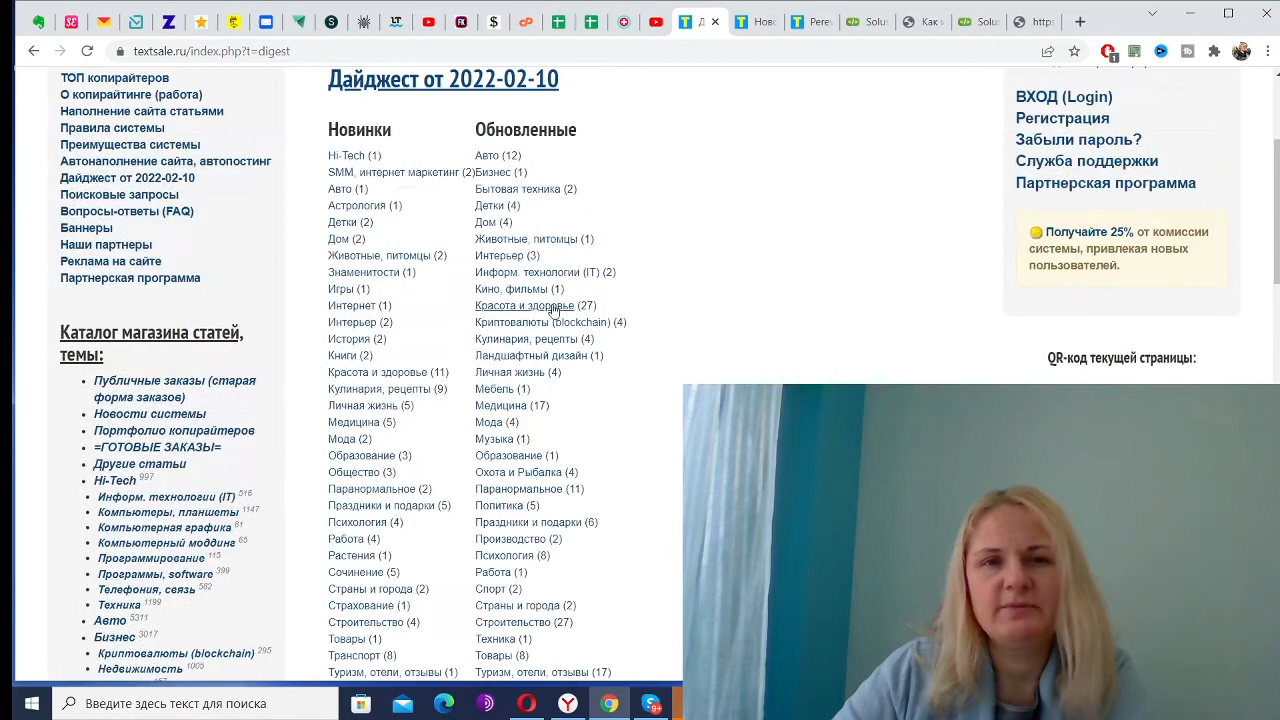 Д
Нова
Рере
Solu
Как и
Solu
http:
textsale.ru/index.php?t=digest
1
ТОП копирайтеров
О копирайтинге (работа)
Наполнение сайта статьями
Правила системы
Преимущества системы
Автонаполнение сайта, автопостинг
Дайджест от 2022-02-10
Поисковые запросы
Вопросы-ответы (FAQ)
Баннеры
Наши партнеры
Реклама на сайте
Партнерская программа
Каталог магазина статей,
темы:
Публичные заказы (старая
форма заказов)
Новости системы
Портфолио копирайтеров
=ГОТОВЫЕ ЗАКАЗЫ=
Другие статьи
Hi-Tech 997
Информ. технологии (IT) 516
Компьютеры, планшеты 1147
Компьютерная графика 61
Компьютерный моддинг 65
Программирование 115
Программы, software 399
Телефония, связь 582
Техника 1199
Авто 5311
Бизнес 3017
Криптовалюты (blockchain) 295
Недвижимость 1005
Дайджест от 2022-02-10
Новинки
Hi-Tech (1)
SMM, интернет маркетинг (2)
Авто (1)
Астрология (1)
Детки (2)
Дом (2)
Животные, питомцы (2)
Знаменитости (1)
Игры (1)
Интернет (1)
Интерьер (2)
История (2)
Книги (2)
Красота и здоровье (11)
Кулинария, рецепты (9)
Личная жизнь (5)
Медицина (5)
Мода (2)
Образование (3)
Общество (3)
Паранормальное (2)
Праздники и подарки (5)
Психология (4)
Работа (4)
Растения (1)
Сочинение (5)
Страны и города (2)
Страхование (1)
Строительство (4)
Товары (1)
Транспорт (8)
Туризм, отели, отзывы (1)
Обновленные
Авто (12)
Бизнес (1)
Бытовая техника (2)
Детки (4)
Дом (4)
Животные, питомцы (1)
Интерьер (3)
Информ. технологии (IT) (2)
Кино, фильмы (1)
Красота и здоровье (27)
Криптовалюты (blockchain) (4)
Кулинария, рецепты (4)
Ландшафтный дизайн (1)
Личная жизнь (4)
Мебель (1)
Медицина (17)
Мода (4)
Музыка (1)
Образование (1)
Охота и Рыбалка (4)
Паранормальное (11)
Политика (5)
Праздники и подарки (6)
Производство (2)
Психология (8)
Работа (1)
Спорт (2)
Страны и города (2)
Строительство (27)
Техника (1)
Товары (8)
Туризм, отели, отзывы (17)
ВХОД (Login)
Регистрация
Забыли пароль?
Служба поддержки
Партнерская программа
Получайте 25% от комиссии
системы, привлекая новых
пользователей.
QR-код текущей страницы:
Введите здесь текст для поиска